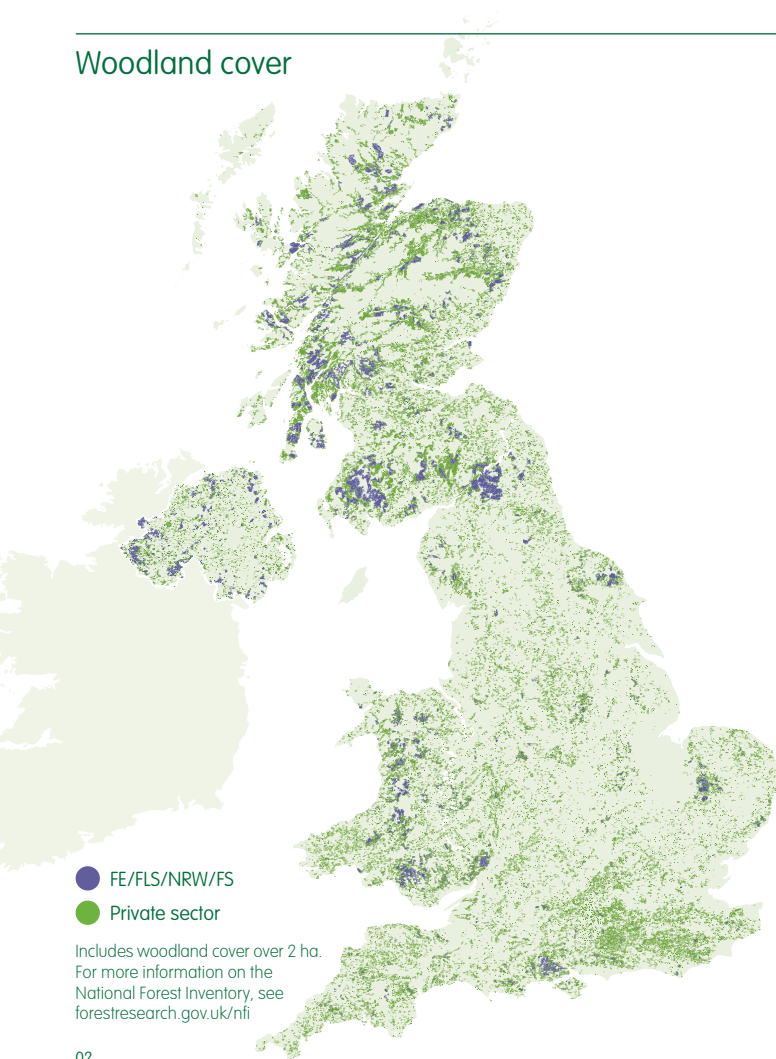 Woodland cover
FE/FLS/NRW/FS
Private sector
Includes woodland cover over 2 ha.
For more information on the
National Forest Inventory, see
forestresearch.gov.uk/nfi
02